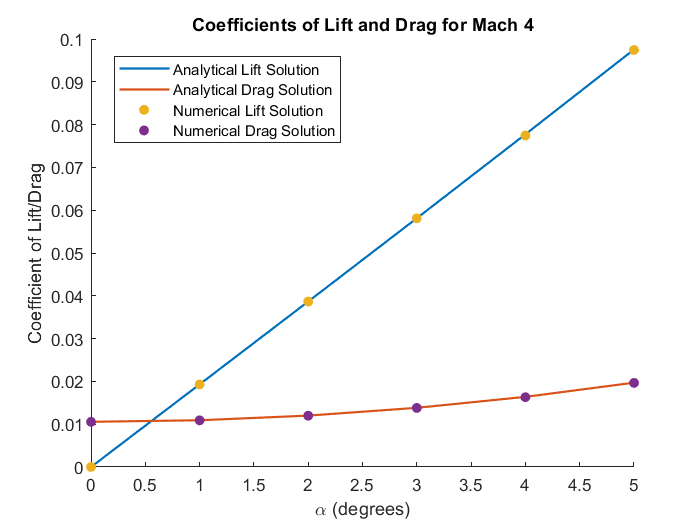 Coefficients of Lift and Drag for Mach 4
Analytical Lift Solution
Analytical Drag Solution
Numerical Lift Solution
Numerical Drag Solution
Coefficient of Lift/Drag
0.1
0.09
0.08
0.07
0.06
0.05
0.04
0.03
0.02
0.01
0
0 0.5 1 1.5 2 2.5 3 3.5 4 4.5 5
α (degrees)